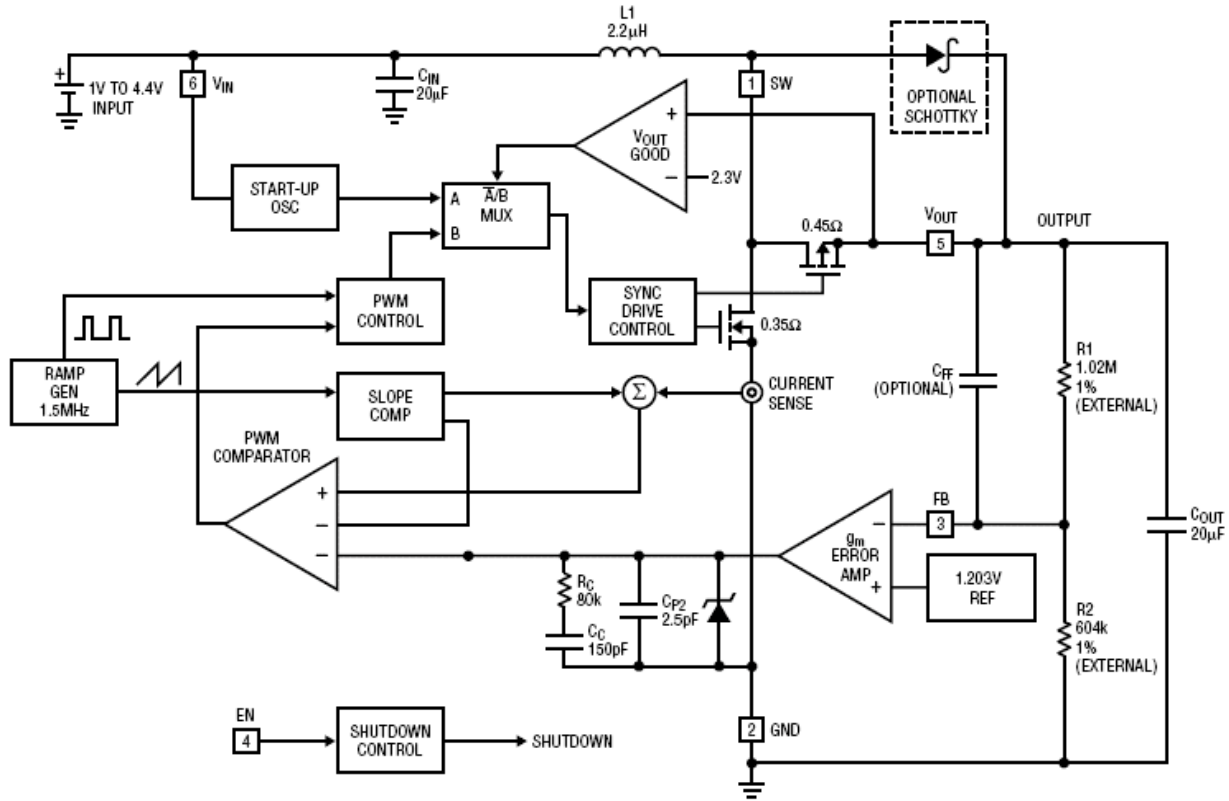 L1
2.2μH
+
1V TO 4.4V
INPUT
6
VIN
CIN
20μF
1
SW
OPTIONAL
SCHOTTKY
+
VOUT
GOOD
−
2.3V
START-UP
OSC
A
A̅/B
MUX
B
0.45Ω
VOUT
5
OUTPUT
PWM
CONTROL
SYNC
DRIVE
CONTROL
0.35Ω
RAMP
GEN
1.5MHz
SLOPE
COMP
Σ
CURRENT
SENSE
CFF
(OPTIONAL)
R1
1.02M
1%
(EXTERNAL)
PWM
COMPARATOR
+
−
−
FB
3
−
gm
ERROR
AMP
+
1.203V
REF
COUT
20μF
RC
80k
CC
150pF
CP2
2.5pF
R2
604k
1%
(EXTERNAL)
EN
4
SHUTDOWN
CONTROL
SHUTDOWN
2
GND